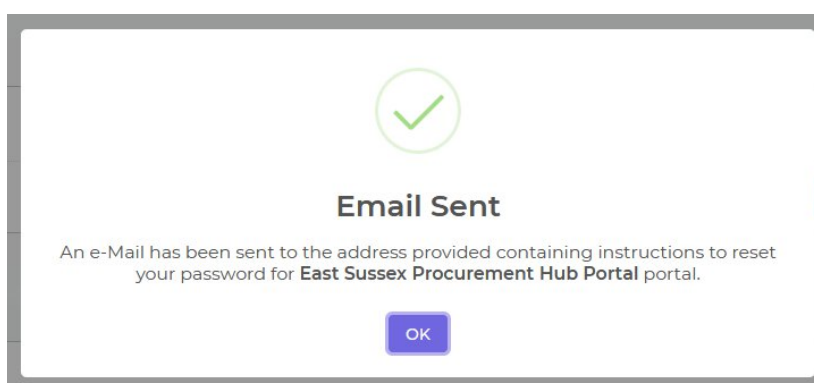 Email Sent
An e-Mail has been sent to the address provided containing instructions to reset
your password for East Sussex Procurement Hub Portal portal.
OK